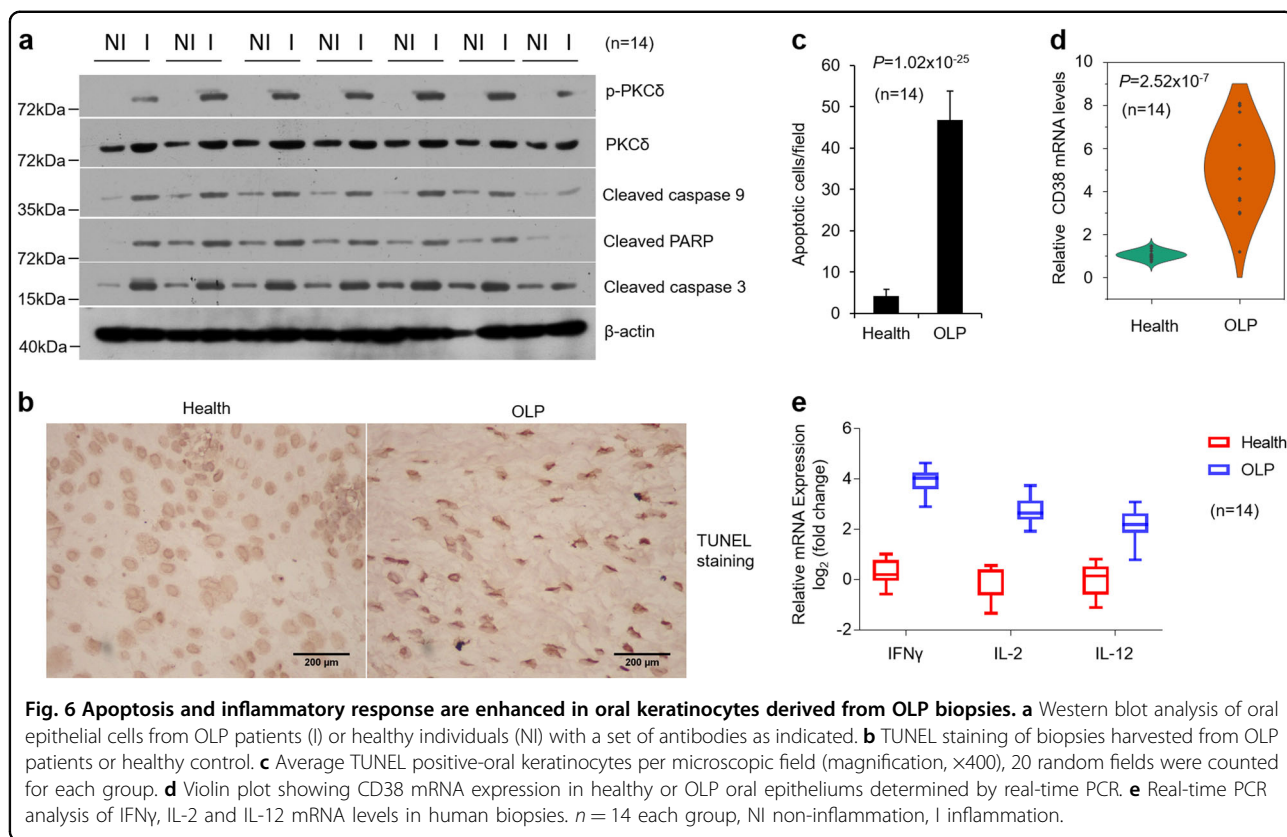 a
NI I NI I NI I NI I NI I NI I NI I (n=14)
p-PKCδ
72kDa
PKCδ
72kDa
Cleaved caspase 9
35kDa
Cleaved PARP
72kDa
Cleaved caspase 3
15kDa
β-actin
40kDa
b
Health OLP
TUNEL
staining
200 μm 200 μm
c
P=1.02x10⁻²⁵
(n=14)
Apoptotic cells/field
60
50
40
30
20
10
0
Health OLP
d
P=2.52x10⁻⁷
(n=14)
Relative CD38 mRNA levels
10
8
6
4
2
0
Health OLP
e
Relative mRNA Expression
log₂ (fold change)
6
4
2
0
-2
IFNγ IL-2 IL-12
Health
OLP
(n=14)
Fig. 6 Apoptosis and inflammatory response are enhanced in oral keratinocytes derived from OLP biopsies. a Western blot analysis of oral
epithelial cells from OLP patients (I) or healthy individuals (NI) with a set of antibodies as indicated. b TUNEL staining of biopsies harvested from OLP
patients or healthy control. c Average TUNEL positive-oral keratinocytes per microscopic field (magnification, ×400), 20 random fields were counted
for each group. d Violin plot showing CD38 mRNA expression in healthy or OLP oral epitheliums determined by real-time PCR. e Real-time PCR
analysis of IFNγ, IL-2 and IL-12 mRNA levels in human biopsies. n = 14 each group, NI non-inflammation, I inflammation.